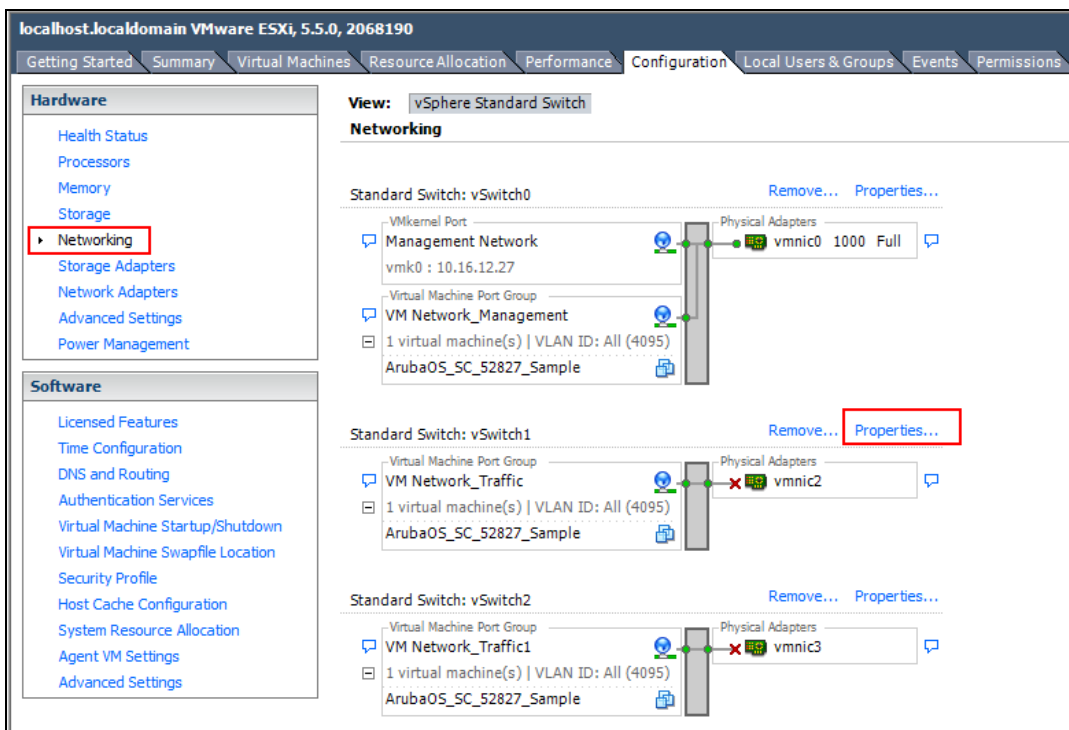 localhost.localdomain VMware ESXi, 5.5.0, 2068190
Getting Started Summary Virtual Machines Resource Allocation Performance Configuration Local Users & Groups Events Permissions
Hardware
Health Status
Processors
Memory
Storage
Networking
Storage Adapters
Network Adapters
Advanced Settings
Power Management
Software
Licensed Features
Time Configuration
DNS and Routing
Authentication Services
Virtual Machine Startup/Shutdown
Virtual Machine Swapfile Location
Security Profile
Host Cache Configuration
System Resource Allocation
Agent VM Settings
Advanced Settings
View: vSphere Standard Switch
Networking
Standard Switch: vSwitch0 Remove... Properties...
VMkernel Port Physical Adapters
Management Network vmnic0 1000 Full
vmk0 : 10.16.12.27
Virtual Machine Port Group
VM Network_Management
1 virtual machine(s) | VLAN ID: All (4095)
ArubaOS_SC_52827_Sample
Standard Switch: vSwitch1 Remove... Properties...
Virtual Machine Port Group Physical Adapters
VM Network_Traffic vmnic2
1 virtual machine(s) | VLAN ID: All (4095)
ArubaOS_SC_52827_Sample
Standard Switch: vSwitch2 Remove... Properties...
Virtual Machine Port Group Physical Adapters
VM Network_Traffic1 vmnic3
1 virtual machine(s) | VLAN ID: All (4095)
ArubaOS_SC_52827_Sample